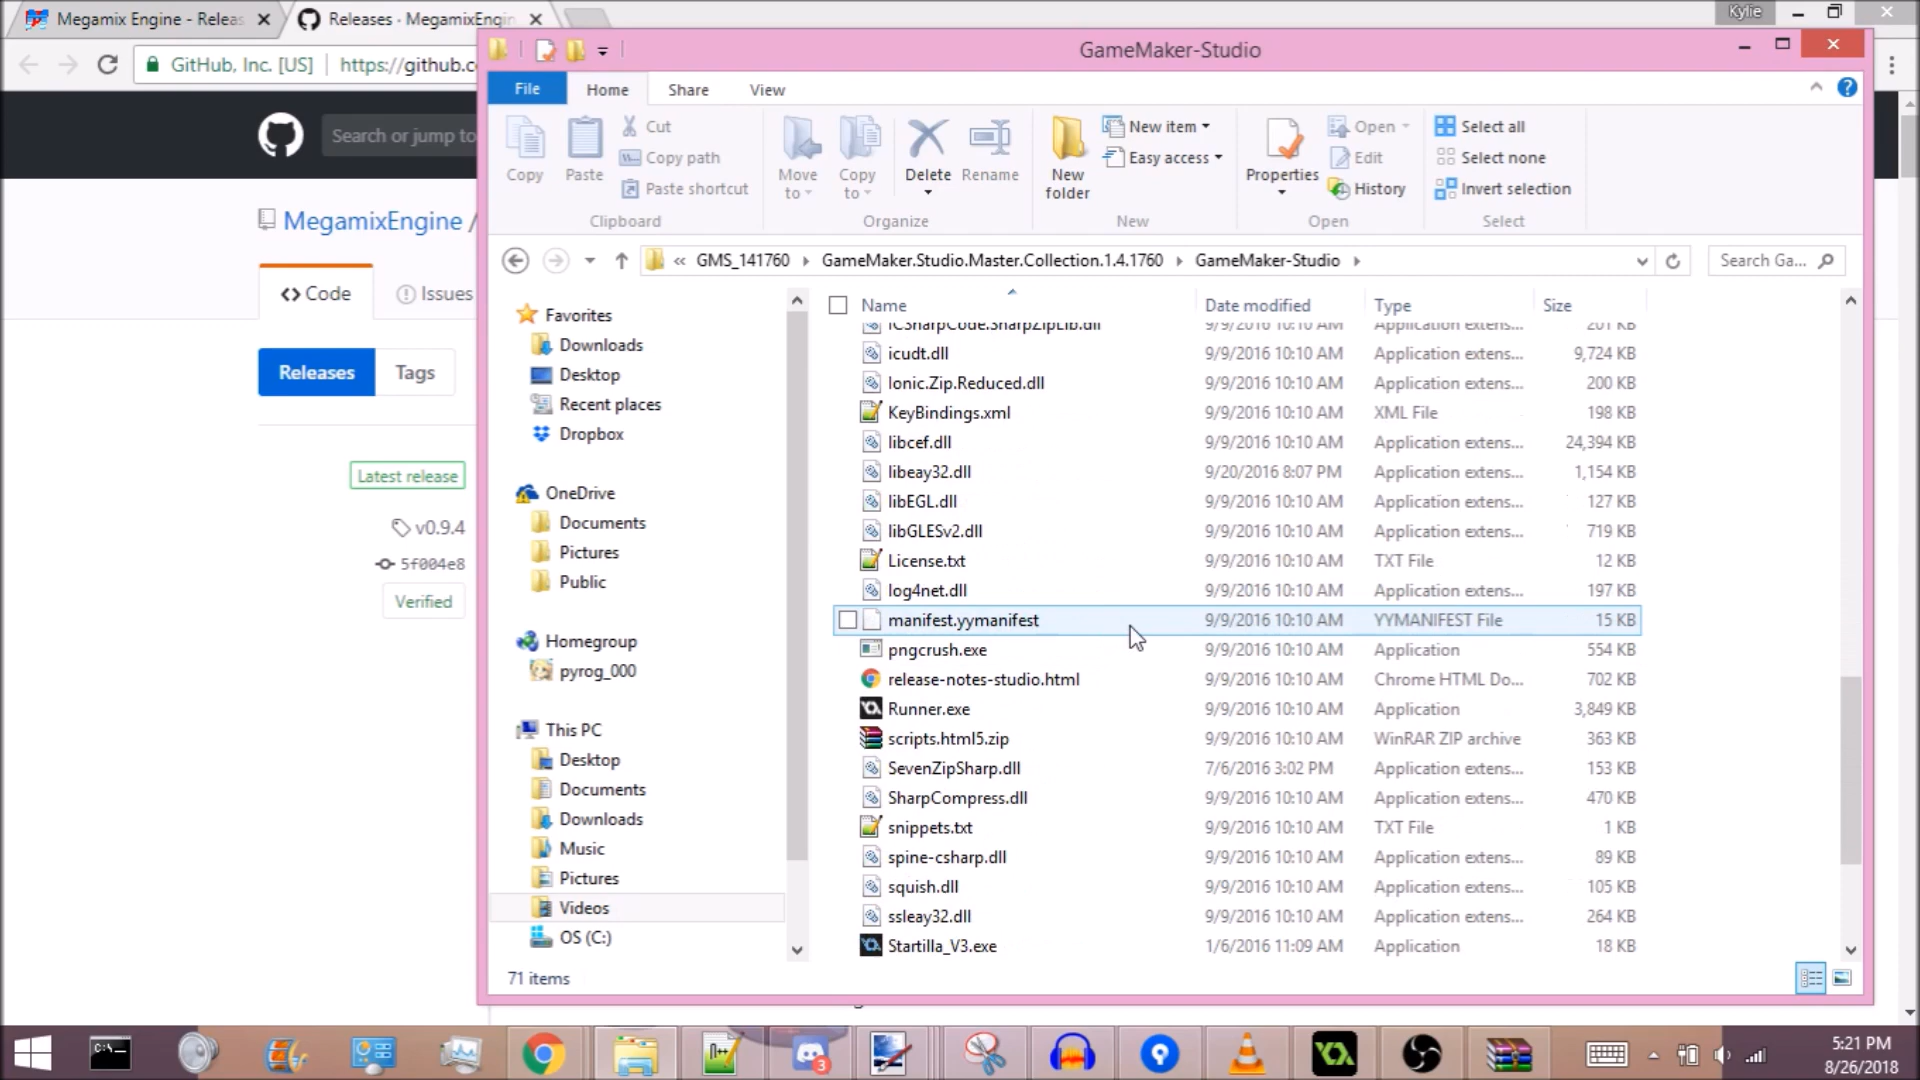 Megamix Engine - Releas
Releases · MegamixEngin
Kylie
GitHub, Inc. [US]
https://github.c
Search or jump to
MegamixEngine /
Code
Issues
Releases
Tags
Latest release
v0.9.4
5f004e8
Verified
GameMaker-Studio
File
Home
Share
View
Copy
Paste
Cut
Copy path
Paste shortcut
Clipboard
Move to
Copy to
Delete
Rename
Organize
New folder
New item
Easy access
New
Properties
Open
Edit
History
Open
Select all
Select none
Invert selection
Select
« GMS_141760
GameMaker.Studio.Master.Collection.1.4.1760
GameMaker-Studio
Search Ga...
Favorites
Downloads
Desktop
Recent places
Dropbox
OneDrive
Documents
Pictures
Public
Homegroup
pyrog_000
This PC
Desktop
Documents
Downloads
Music
Pictures
Videos
OS (C:)
Name Date modified Type Size
ICSharpCode.SharpZipLib.dll 9/9/2016 10:10 AM Application extens... 201 KB
icudt.dll 9/9/2016 10:10 AM Application extens... 9,724 KB
Ionic.Zip.Reduced.dll 9/9/2016 10:10 AM Application extens... 200 KB
KeyBindings.xml 9/9/2016 10:10 AM XML File 198 KB
libcef.dll 9/9/2016 10:10 AM Application extens... 24,394 KB
libeay32.dll 9/20/2016 8:07 PM Application extens... 1,154 KB
libEGL.dll 9/9/2016 10:10 AM Application extens... 127 KB
libGLESv2.dll 9/9/2016 10:10 AM Application extens... 719 KB
License.txt 9/9/2016 10:10 AM TXT File 12 KB
log4net.dll 9/9/2016 10:10 AM Application extens... 197 KB
manifest.yymanifest 9/9/2016 10:10 AM YYMANIFEST File 15 KB
pngcrush.exe 9/9/2016 10:10 AM Application 554 KB
release-notes-studio.html 9/9/2016 10:10 AM Chrome HTML Do... 702 KB
Runner.exe 9/9/2016 10:10 AM Application 3,849 KB
scripts.html5.zip 9/9/2016 10:10 AM WinRAR ZIP archive 363 KB
SevenZipSharp.dll 7/6/2016 3:02 PM Application extens... 153 KB
SharpCompress.dll 9/9/2016 10:10 AM Application extens... 470 KB
snippets.txt 9/9/2016 10:10 AM TXT File 1 KB
spine-csharp.dll 9/9/2016 10:10 AM Application extens... 89 KB
squish.dll 9/9/2016 10:10 AM Application extens... 105 KB
ssleay32.dll 9/9/2016 10:10 AM Application extens... 264 KB
Startilla_V3.exe 1/6/2016 11:09 AM Application 18 KB
71 items
3
5:21 PM
8/26/2018